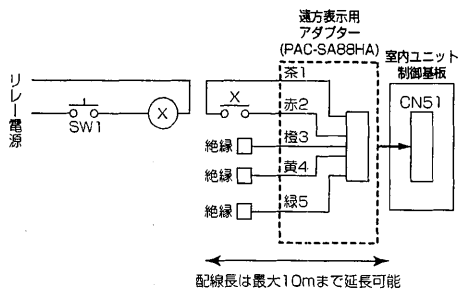 遠方表示用
アダプター
(PAC-SA88HA)
室内ユニット
制御基板
リレー電源
SW1
X
X
茶1
赤2
絶縁
橙3
絶縁
黄4
絶縁
緑5
CN51
配線長は最大10mまで延長可能